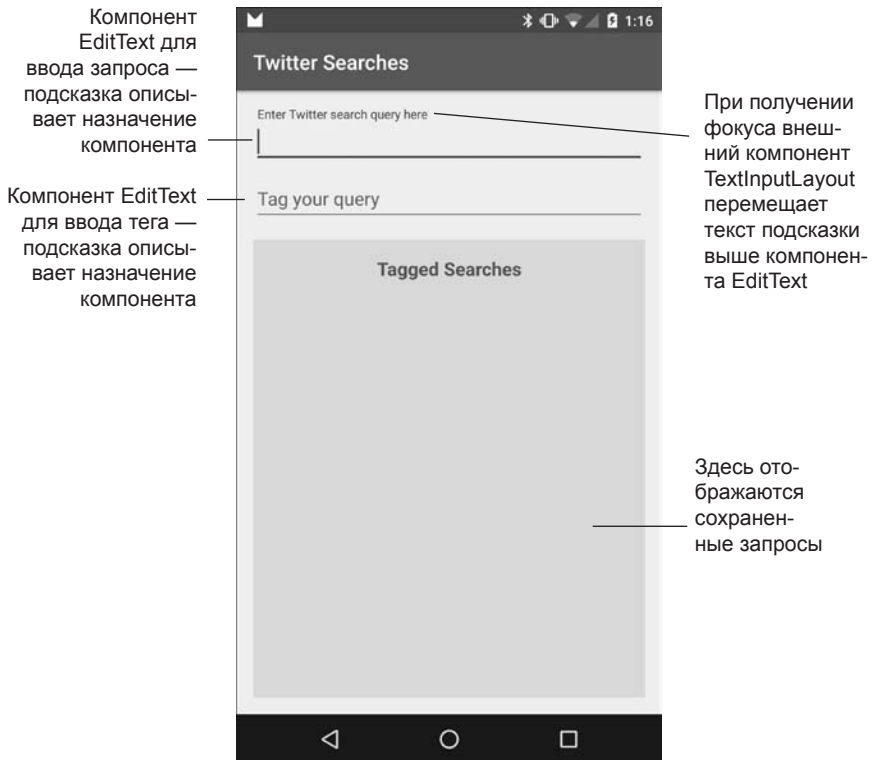 Компонент
EditText для
ввода запроса —
подсказка описы-
вает назначение
компонента
Компонент EditText
для ввода тега —
подсказка описы-
вает назначение
компонента
1:16
Twitter Searches
Enter Twitter search query here
Tag your query
Tagged Searches
При получении
фокуса внеш-
ний компонент
TextInputLayout
перемещает
текст подсказки
выше компонен-
та EditText
Здесь ото-
бражаются
сохранен-
ные запросы